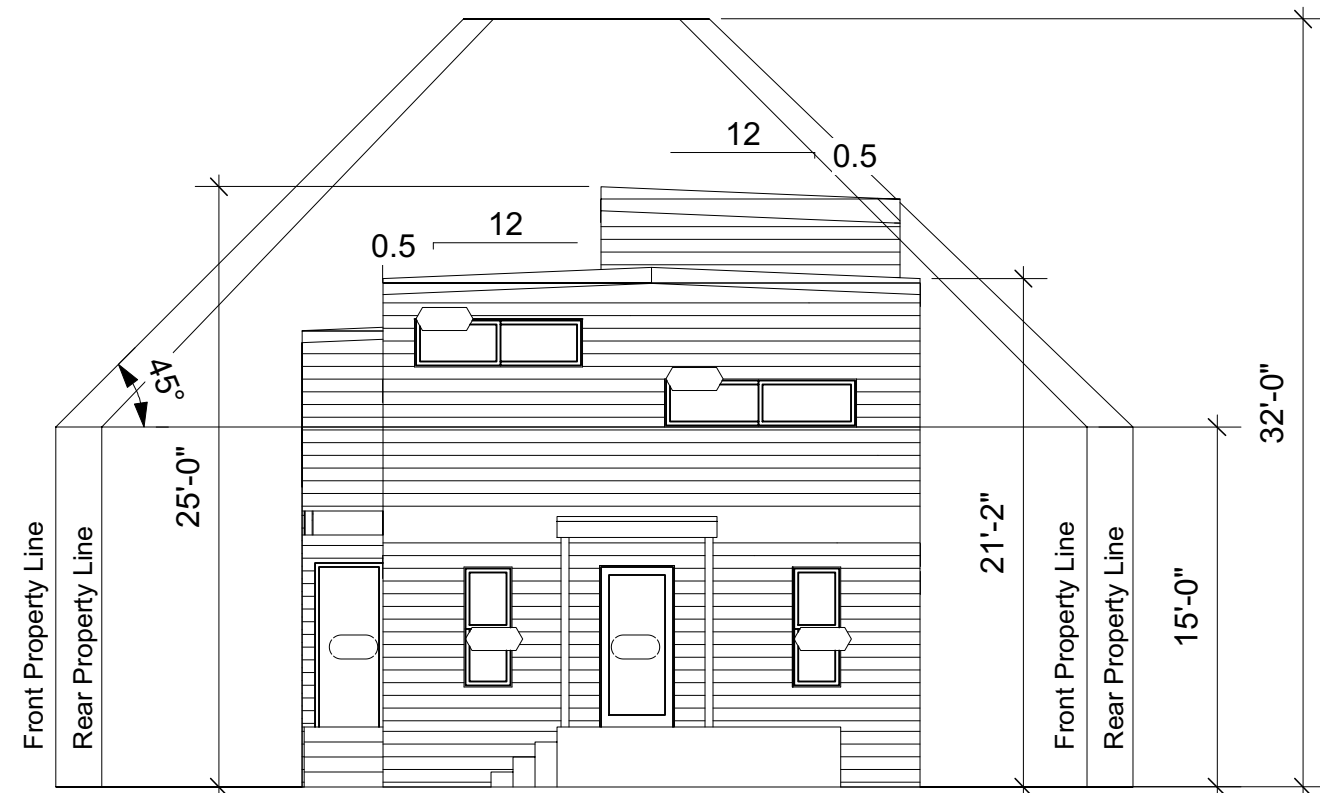 12
0.5
12
0.5
45°
32'-0"
25'-0"
21'-2"
15'-0"
Front Property Line
Rear Property Line
Front Property Line
Rear Property Line